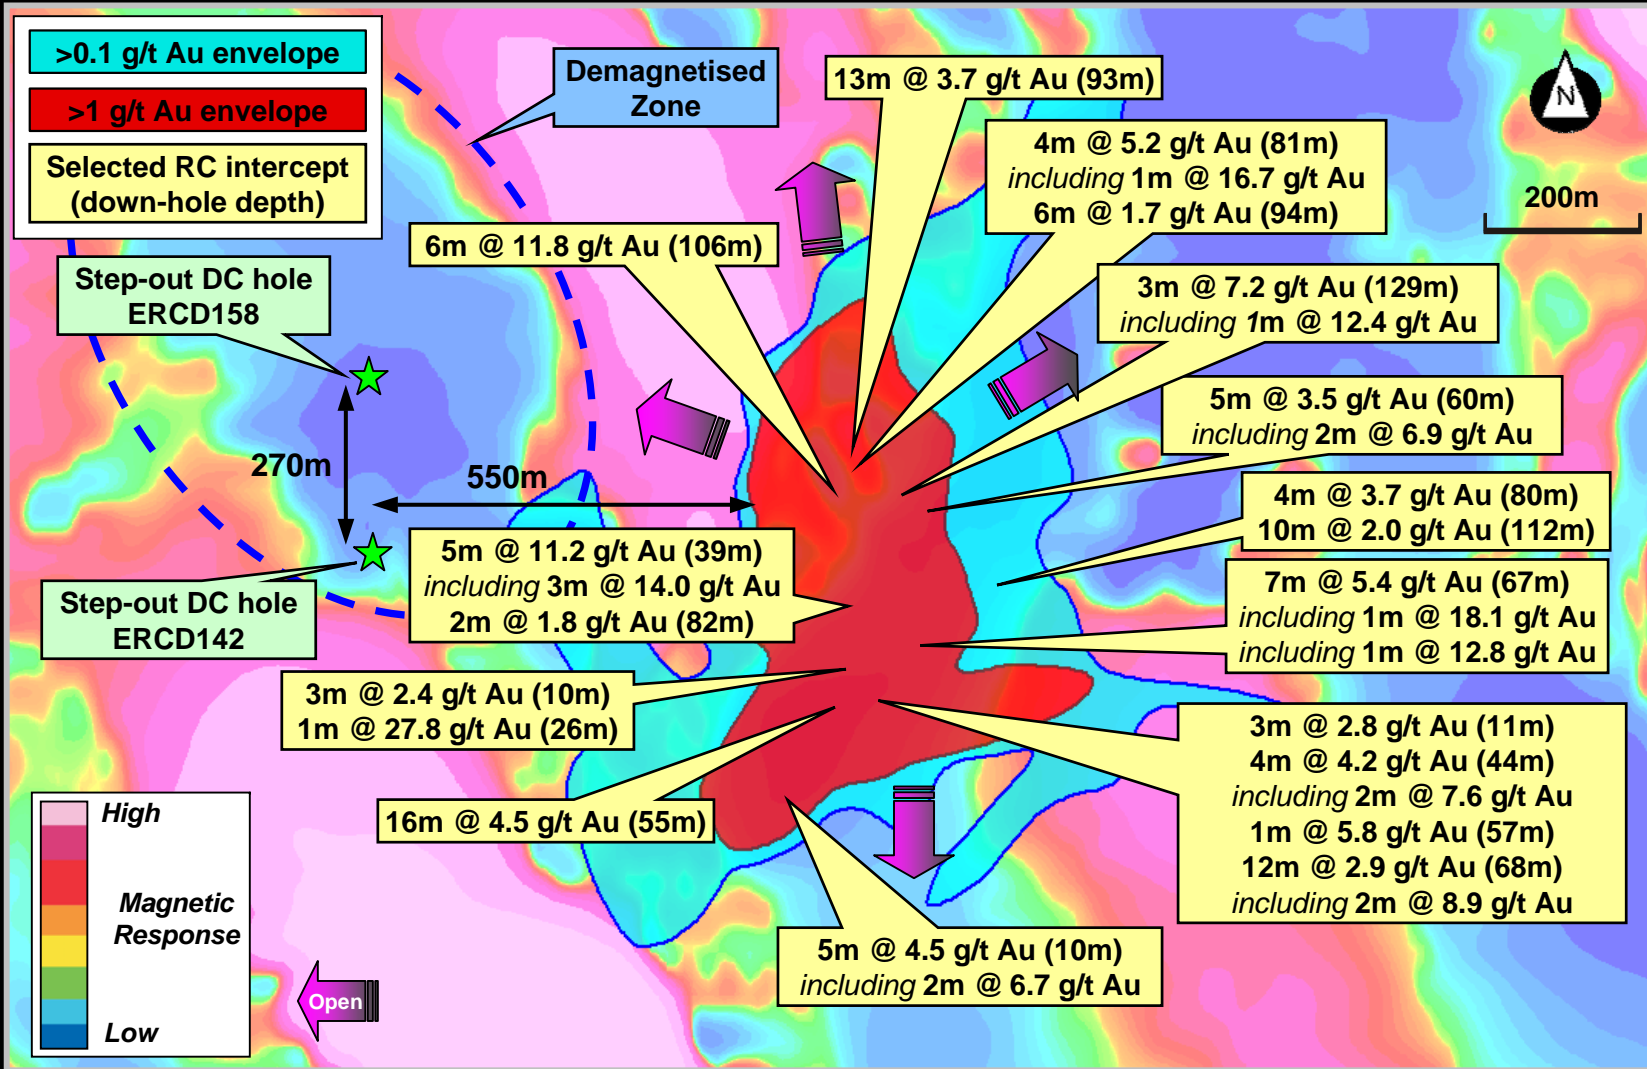 >0.1 g/t Au envelope
>1 g/t Au envelope
Selected RC intercept
(down-hole depth)
Demagnetised
Zone
13m @ 3.7 g/t Au (93m)
N
200m
4m @ 5.2 g/t Au (81m)
including 1m @ 16.7 g/t Au
6m @ 1.7 g/t Au (94m)
6m @ 11.8 g/t Au (106m)
Step-out DC hole
ERCD158
3m @ 7.2 g/t Au (129m)
including 1m @ 12.4 g/t Au
5m @ 3.5 g/t Au (60m)
including 2m @ 6.9 g/t Au
270m
550m
4m @ 3.7 g/t Au (80m)
10m @ 2.0 g/t Au (112m)
5m @ 11.2 g/t Au (39m)
including 3m @ 14.0 g/t Au
2m @ 1.8 g/t Au (82m)
Step-out DC hole
ERCD142
7m @ 5.4 g/t Au (67m)
including 1m @ 18.1 g/t Au
including 1m @ 12.8 g/t Au
3m @ 2.4 g/t Au (10m)
1m @ 27.8 g/t Au (26m)
3m @ 2.8 g/t Au (11m)
4m @ 4.2 g/t Au (44m)
including 2m @ 7.6 g/t Au
1m @ 5.8 g/t Au (57m)
12m @ 2.9 g/t Au (68m)
including 2m @ 8.9 g/t Au
16m @ 4.5 g/t Au (55m)
High
Magnetic
Response
Low
Open
5m @ 4.5 g/t Au (10m)
including 2m @ 6.7 g/t Au